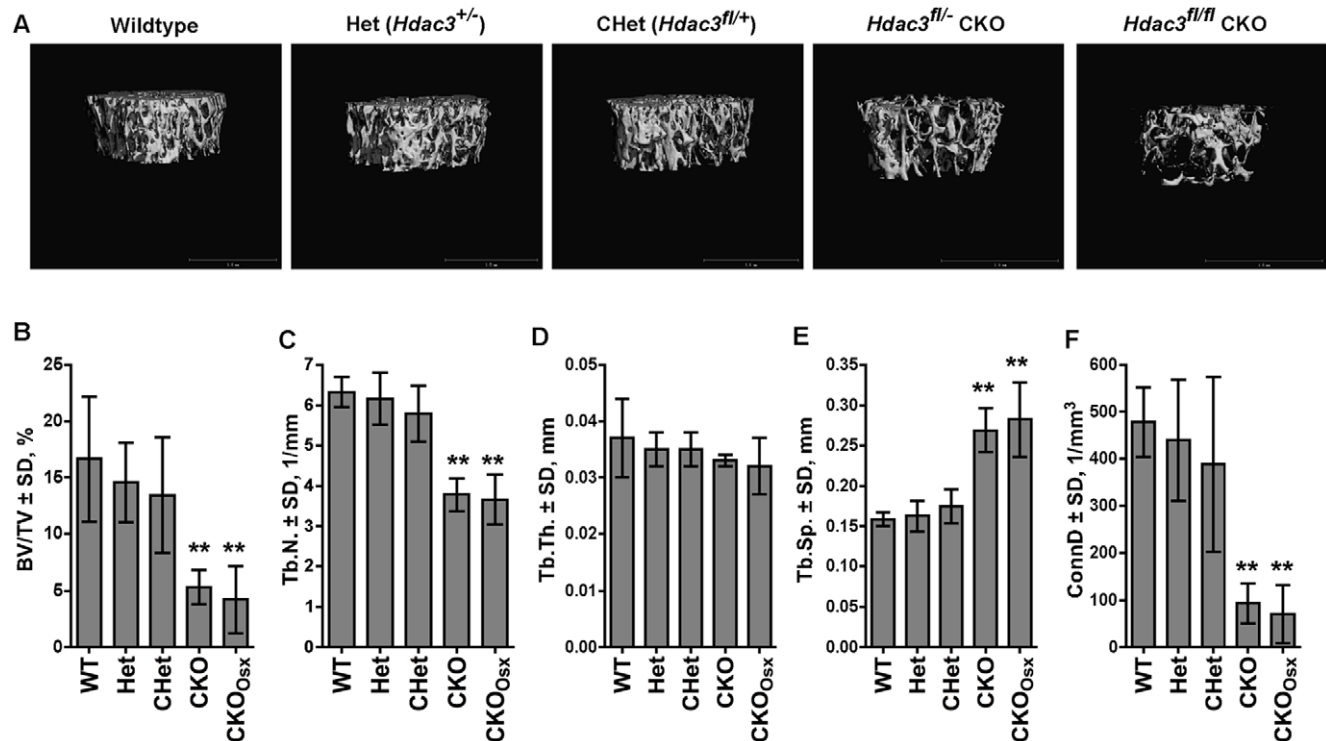 A
Wildtype
Het (Hdac3+/-)
CHet (Hdac3fl/+)
Hdac3fl/- CKO
Hdac3fl/fl CKO
B
BV/TV ± SD, %
25
20
15
10
5
0
** **
WT Het CHet CKO CKOOsx
C
Tb.N. ± SD, 1/mm
7
6
5
4
3
2
1
0
** **
WT Het CHet CKO CKOOsx
D
Tb.Th. ± SD, mm
0.05
0.04
0.03
0.02
0.01
0.00
WT Het CHet CKO CKOOsx
E
Tb.Sp. ± SD, mm
0.35
0.30
0.25
0.20
0.15
0.10
0.05
0.00
** **
WT Het CHet CKO CKOOsx
F
ConnD ± SD, 1/mm3
600
500
400
300
200
100
0
** **
WT Het CHet CKO CKOOsx